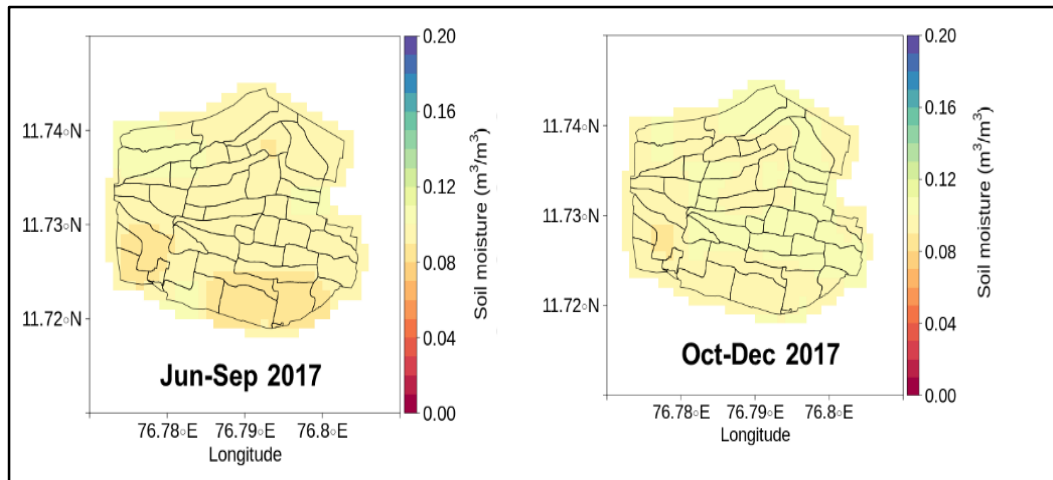 0.20
0.16
0.12
0.08
0.04
0.00
Soil moisture (m³/m³)
11.74◦N
11.73◦N
11.72◦N
Jun-Sep 2017
76.78◦E 76.79◦E 76.8◦E
Longitude
0.20
0.16
0.12
0.08
0.04
0.00
Soil moisture (m³/m³)
11.74◦N
11.73◦N
11.72◦N
Oct-Dec 2017
76.78◦E 76.79◦E 76.8◦E
Longitude